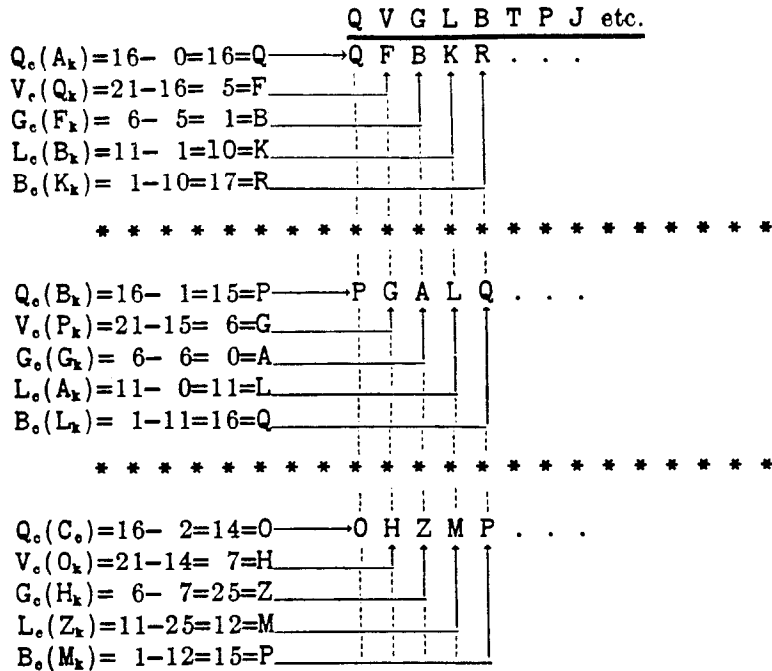 Q V G L B T P J etc.
Qc(Ak)=16- 0=16=Q→Q F B K R . . .
Vc(Qk)=21-16= 5=F
Gc(Fk)= 6- 5= 1=B
Lc(Bk)=11- 1=10=K
Bc(Kk)= 1-10=17=R
* * * * * * * * * * * * * * * * * * * * * *
Qc(Bk)=16- 1=15=P→P G A L Q . . .
Vc(Pk)=21-15= 6=G
Gc(Gk)= 6- 6= 0=A
Lc(Ak)=11- 0=11=L
Bc(Lk)= 1-11=16=Q
* * * * * * * * * * * * * * * * * * * * * *
Qc(Cc)=16- 2=14=O→O H Z M P . . .
Vc(Ok)=21-14= 7=H
Gc(Hk)= 6- 7=25=Z
Lc(Zk)=11-25=12=M
Bc(Mk)= 1-12=15=P